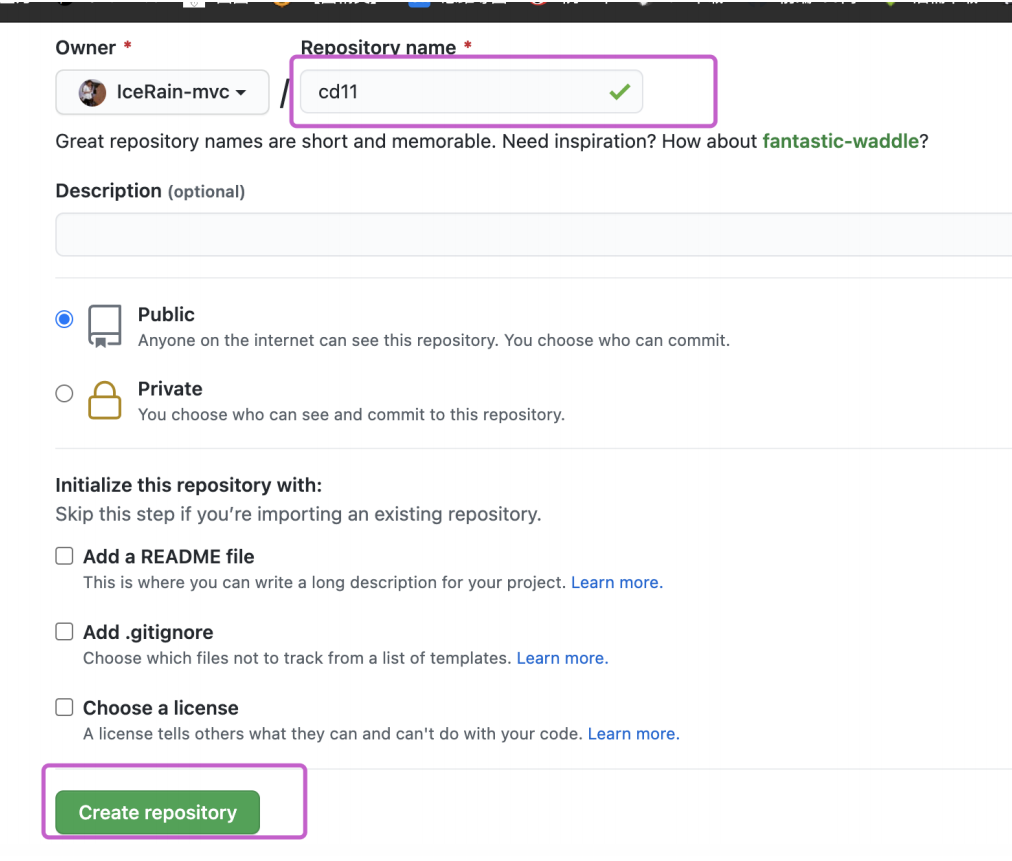 Owner * Repository name *
IceRain-mvc / cd11
Great repository names are short and memorable. Need inspiration? How about fantastic-waddle?
Description (optional)
Public
Anyone on the internet can see this repository. You choose who can commit.
Private
You choose who can see and commit to this repository.
Initialize this repository with:
Skip this step if you’re importing an existing repository.
Add a README file
This is where you can write a long description for your project. Learn more.
Add .gitignore
Choose which files not to track from a list of templates. Learn more.
Choose a license
A license tells others what they can and can't do with your code. Learn more.
Create repository